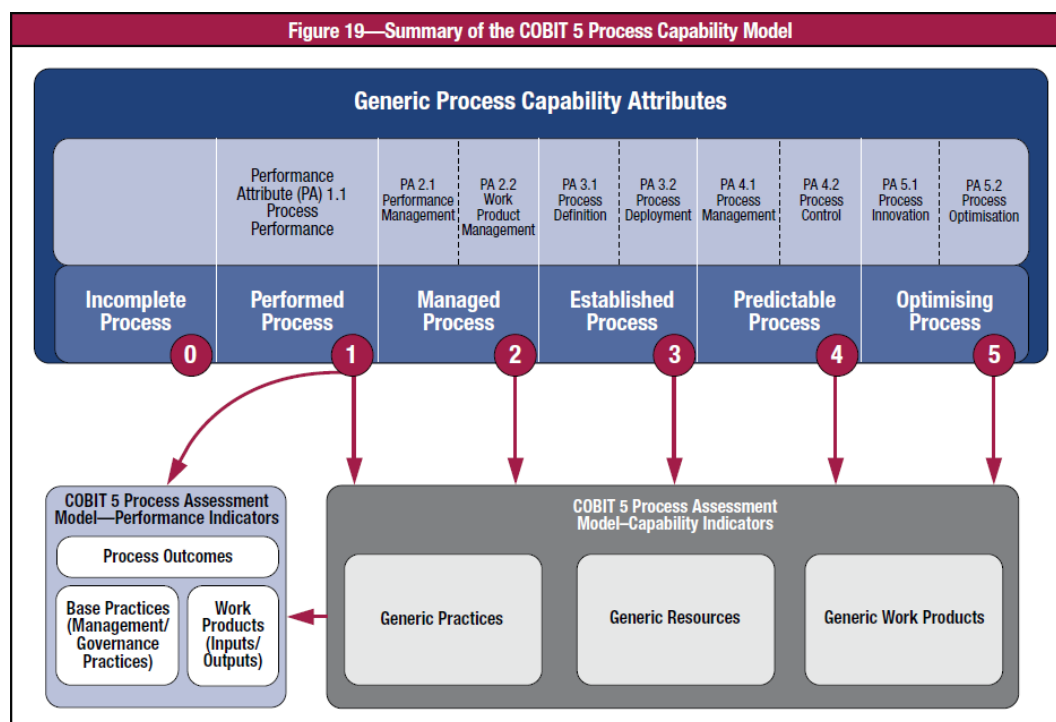 Figure 19—Summary of the COBIT 5 Process Capability Model
Generic Process Capability Attributes
Performance
Attribute (PA) 1.1
Process
Performance
PA 2.1
Performance
Management
PA 2.2
Work
Product
Management
PA 3.1
Process
Definition
PA 3.2
Process
Deployment
PA 4.1
Process
Management
PA 4.2
Process
Control
PA 5.1
Process
Innovation
PA 5.2
Process
Optimisation
Incomplete
Process
0
Performed
Process
1
Managed
Process
2
Established
Process
3
Predictable
Process
4
Optimising
Process
5
COBIT 5 Process Assessment
Model—Performance Indicators
Process Outcomes
Base Practices
(Management/
Governance
Practices)
Work
Products
(Inputs/
Outputs)
COBIT 5 Process Assessment
Model–Capability Indicators
Generic Practices
Generic Resources
Generic Work Products